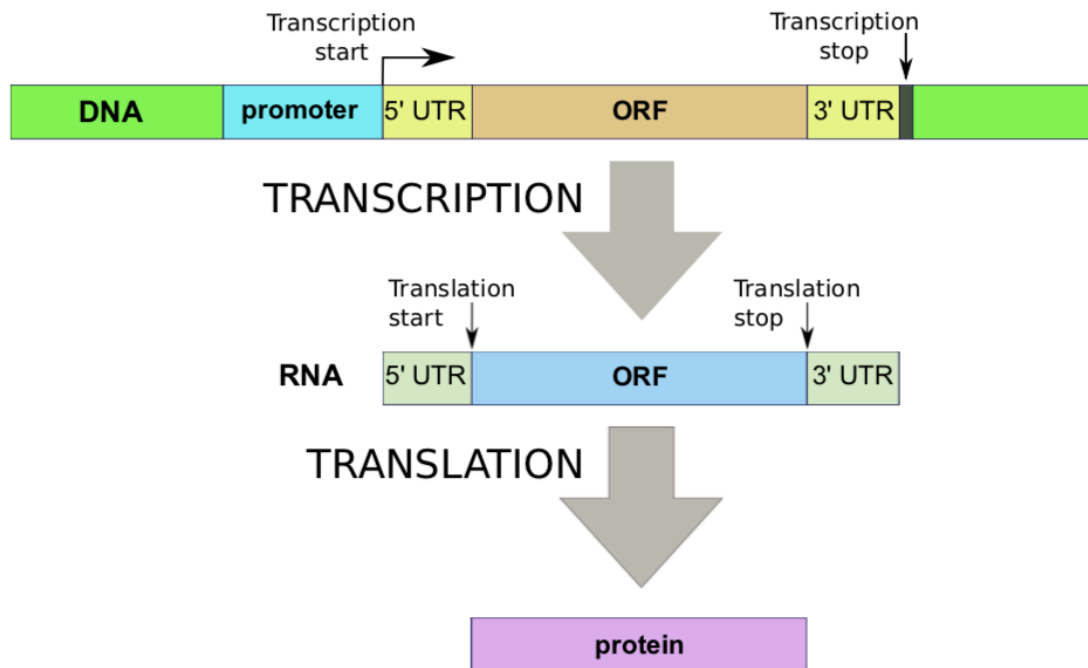 Transcription
start
Transcription
stop
DNA
promoter
5' UTR
ORF
3' UTR
TRANSCRIPTION
Translation
start
Translation
stop
RNA
5' UTR
ORF
3' UTR
TRANSLATION
protein